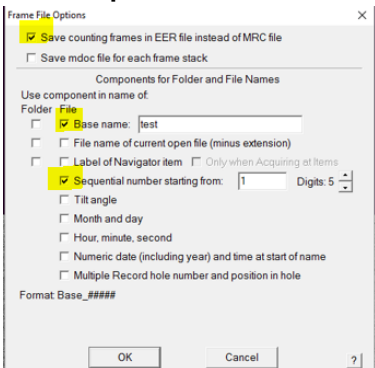 Frame File Options
Save counting frames in EER file instead of MRC file
Save mdoc file for each frame stack
Components for Folder and File Names
Use component in name of:
Folder File
Base name: test
File name of current open file (minus extension)
Label of Navigator item Only when Acquiring at Items
Sequential number starting from: 1 Digits: 5
Tilt angle
Month and day
Hour, minute, second
Numeric date (including year) and time at start of name
Multiple Record hole number and position in hole
Format: Base_#####
OK Cancel ?